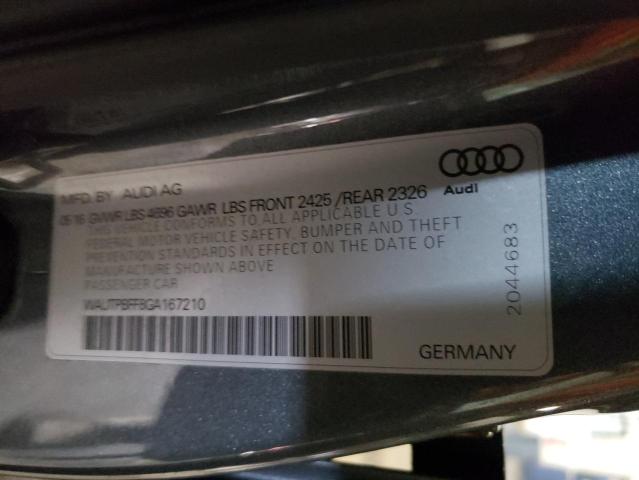 MFD. BY AUDI AG
05 16 GVWR LBS 4696 GAWR LBS FRONT 2425 / REAR 2326
Audi
THIS VEHICLE CONFORMS TO ALL APPLICABLE U S
FEDERAL MOTOR VEHICLE SAFETY, BUMPER AND THEFT
PREVENTION STANDARDS IN EFFECT ON THE DATE OF
MANUFACTURE SHOWN ABOVE
PASSENGER CAR
WAUTPBFF8GA167210
GERMANY
2044683